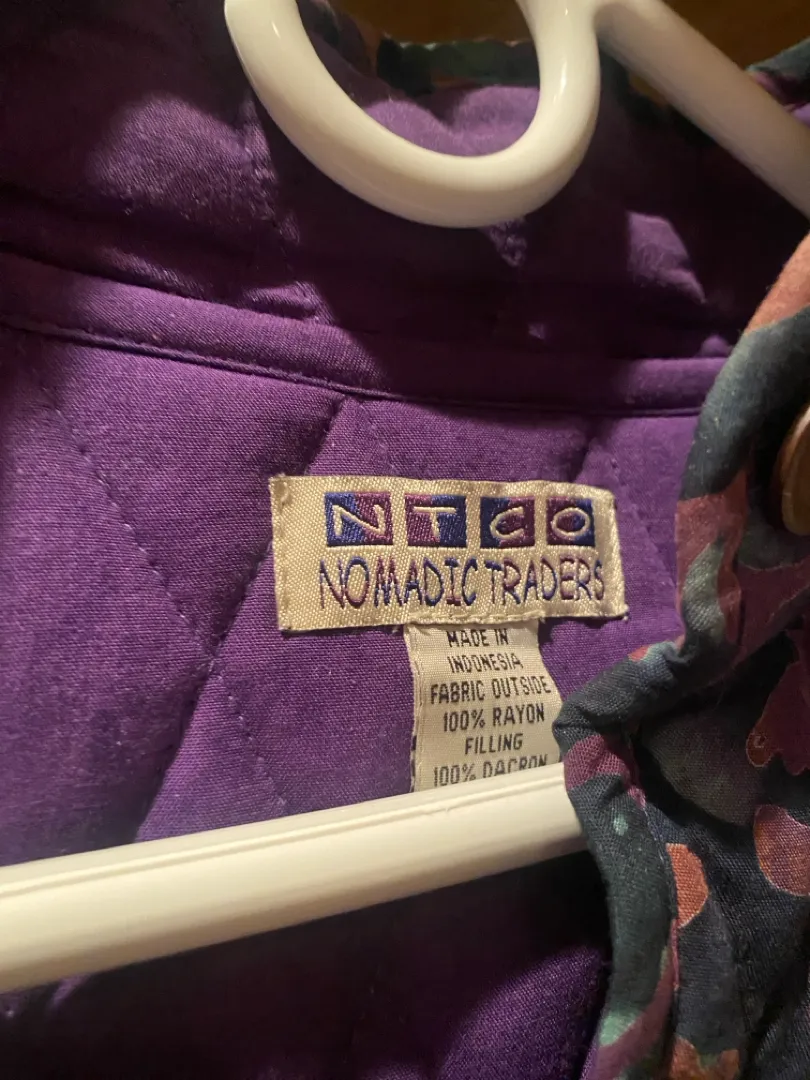 NTCO
NOMADIC TRADERS
MADE IN
INDONESIA
FABRIC OUTSIDE
100% RAYON
FILLING
100% DACRON